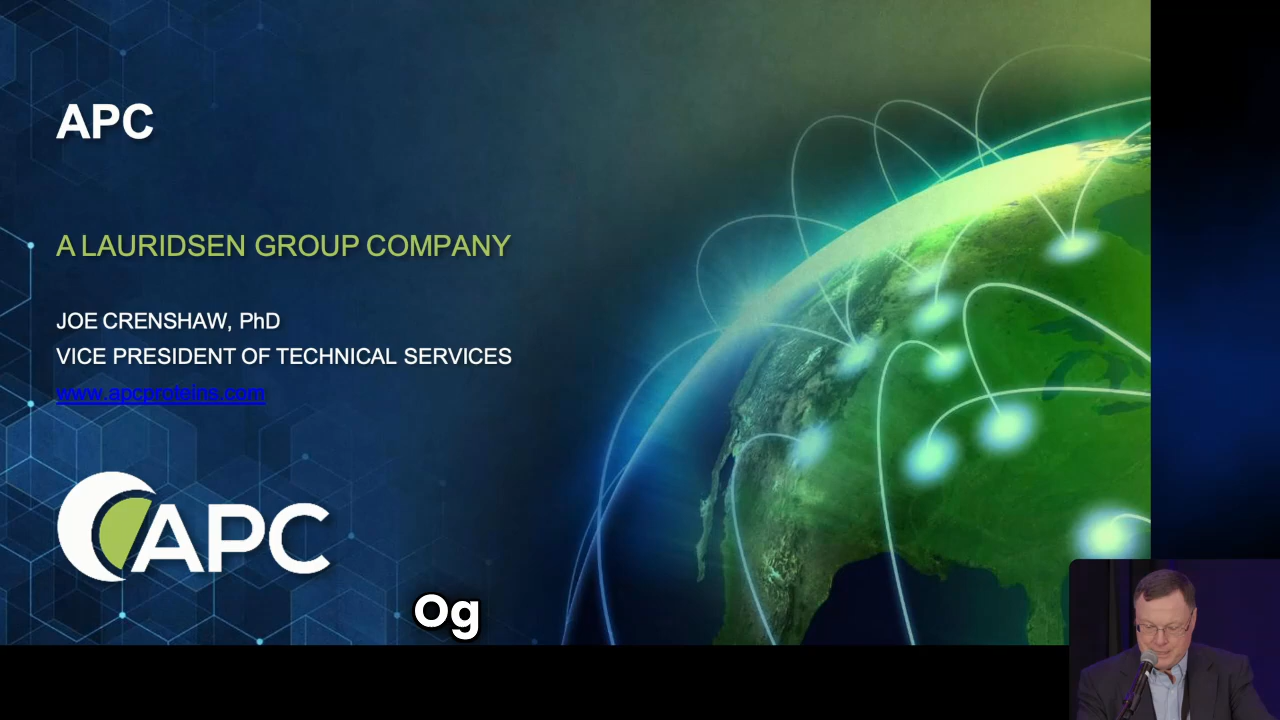 APC
A LAURIDSEN GROUP COMPANY
JOE CRENSHAW, PhD
VICE PRESIDENT OF TECHNICAL SERVICES
www.apcproteins.com
APC
Og